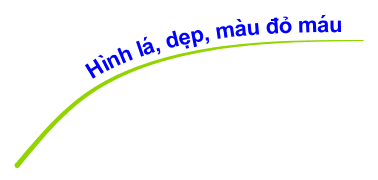 Hình lá, dẹp, màu đỏ máu